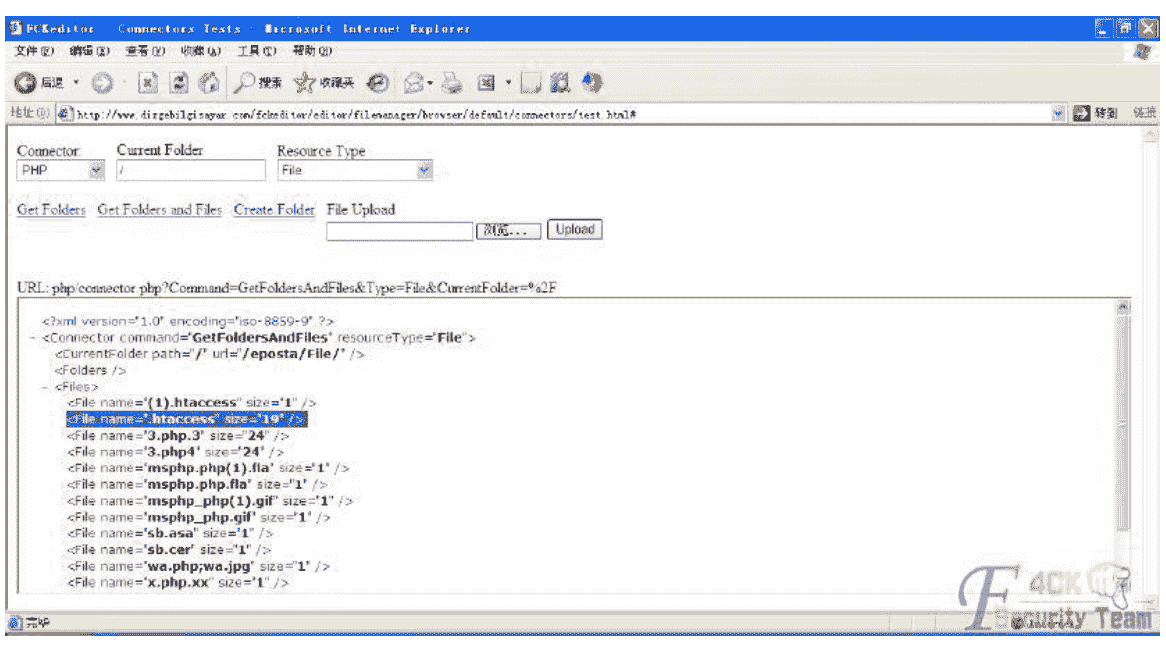 FCKeditor - Connectors Tests - Microsoft Internet Explorer
文件(F) 编辑(E) 查看(V) 收藏(A) 工具(T) 帮助(H)
后退 搜索 收藏夹
地址(D) http://www.dizgebilgisayar.com/fckeditor/editor/filemanager/browser/default/connectors/test.html# 转到 链接
Connector: Current Folder Resource Type
PHP / File
Get Folders Get Folders and Files Create Folder File Upload
浏览... Upload
URL: php/connector.php?Command=GetFoldersAndFiles&Type=File&CurrentFolder=%2F
<?xml version="1.0" encoding="iso-8859-9" ?>
- <Connector command="GetFoldersAndFiles" resourceType="File">
<CurrentFolder path="/" url="/eposta/File/" />
<Folders />
- <Files>
<File name="(1).htaccess" size="1" />
<File name=".htaccess" size="19" />
<File name="3.php.3" size="24" />
<File name="3.php4" size="24" />
<File name="msphp.php(1).fla" size="1" />
<File name="msphp.php.fla" size="1" />
<File name="msphp_php(1).gif" size="1" />
<File name="msphp_php.gif" size="1" />
<File name="sb.asa" size="1" />
<File name="sb.cer" size="1" />
<File name="wa.php;wa.jpg" size="1" />
<File name="x.php.xx" size="1" />
F4CK
Security Team
完毕